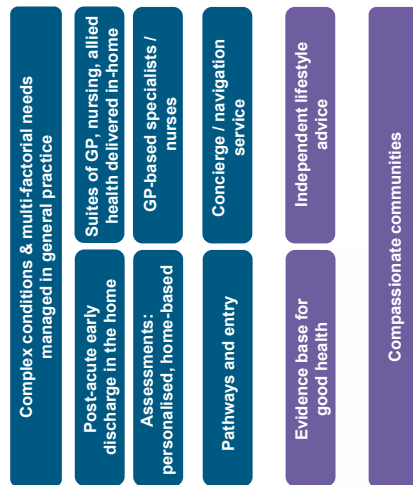 Complex conditions & multi-factorial needs
managed in general practice
Suites of GP, nursing, allied
health delivered in-home
Post-acute early
discharge in the home
GP-based specialists /
nurses
Assessments:
personalised, home-based
Concierge / navigation
service
Pathways and entry
Independent lifestyle
advice
Evidence base for
good health
Compassionate communities